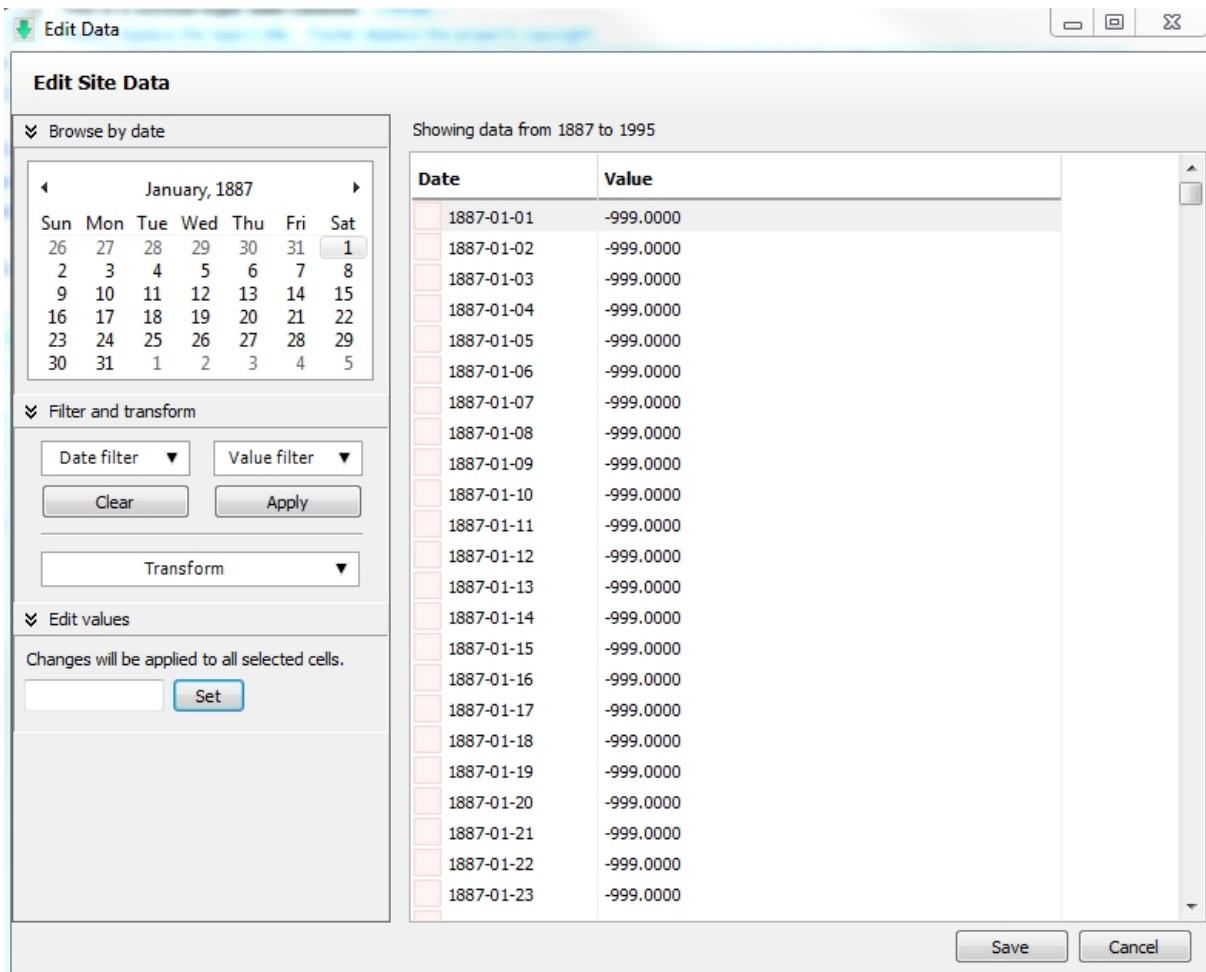 Edit Data
Edit Site Data
Browse by date
January, 1887
Sun Mon Tue Wed Thu Fri Sat
26 27 28 29 30 31 1
2 3 4 5 6 7 8
9 10 11 12 13 14 15
16 17 18 19 20 21 22
23 24 25 26 27 28 29
30 31 1 2 3 4 5
Filter and transform
Date filter Value filter
Clear Apply
Transform
Edit values
Changes will be applied to all selected cells.
Set
Showing data from 1887 to 1995
Date Value
1887-01-01 -999.0000
1887-01-02 -999.0000
1887-01-03 -999.0000
1887-01-04 -999.0000
1887-01-05 -999.0000
1887-01-06 -999.0000
1887-01-07 -999.0000
1887-01-08 -999.0000
1887-01-09 -999.0000
1887-01-10 -999.0000
1887-01-11 -999.0000
1887-01-12 -999.0000
1887-01-13 -999.0000
1887-01-14 -999.0000
1887-01-15 -999.0000
1887-01-16 -999.0000
1887-01-17 -999.0000
1887-01-18 -999.0000
1887-01-19 -999.0000
1887-01-20 -999.0000
1887-01-21 -999.0000
1887-01-22 -999.0000
1887-01-23 -999.0000
Save Cancel